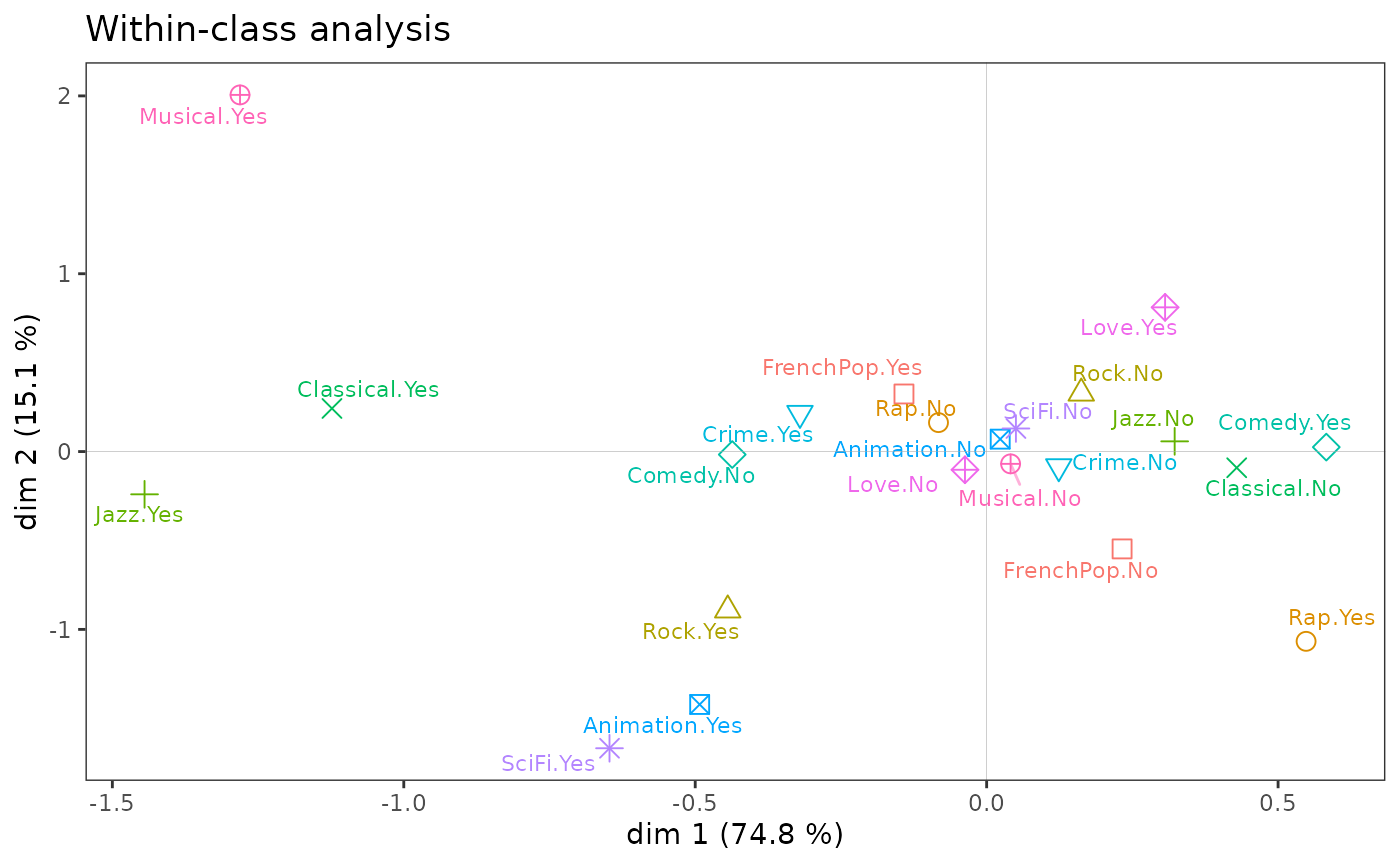 Within-class analysis
2
Musical.Yes
1
Love.Yes
FrenchPop.Yes
Rock.No
Classical.Yes
Rap.No
SciFi.No
Jazz.No
Comedy.Yes
Crime.Yes
0
Animation.No
Crime.No
Comedy.No
Love.No
Classical.No
Musical.No
Jazz.Yes
FrenchPop.No
Rap.Yes
-1
Rock.Yes
Animation.Yes
SciFi.Yes
dim 2 (15.1 %)
-1.5 -1.0 -0.5 0.0 0.5
dim 1 (74.8 %)